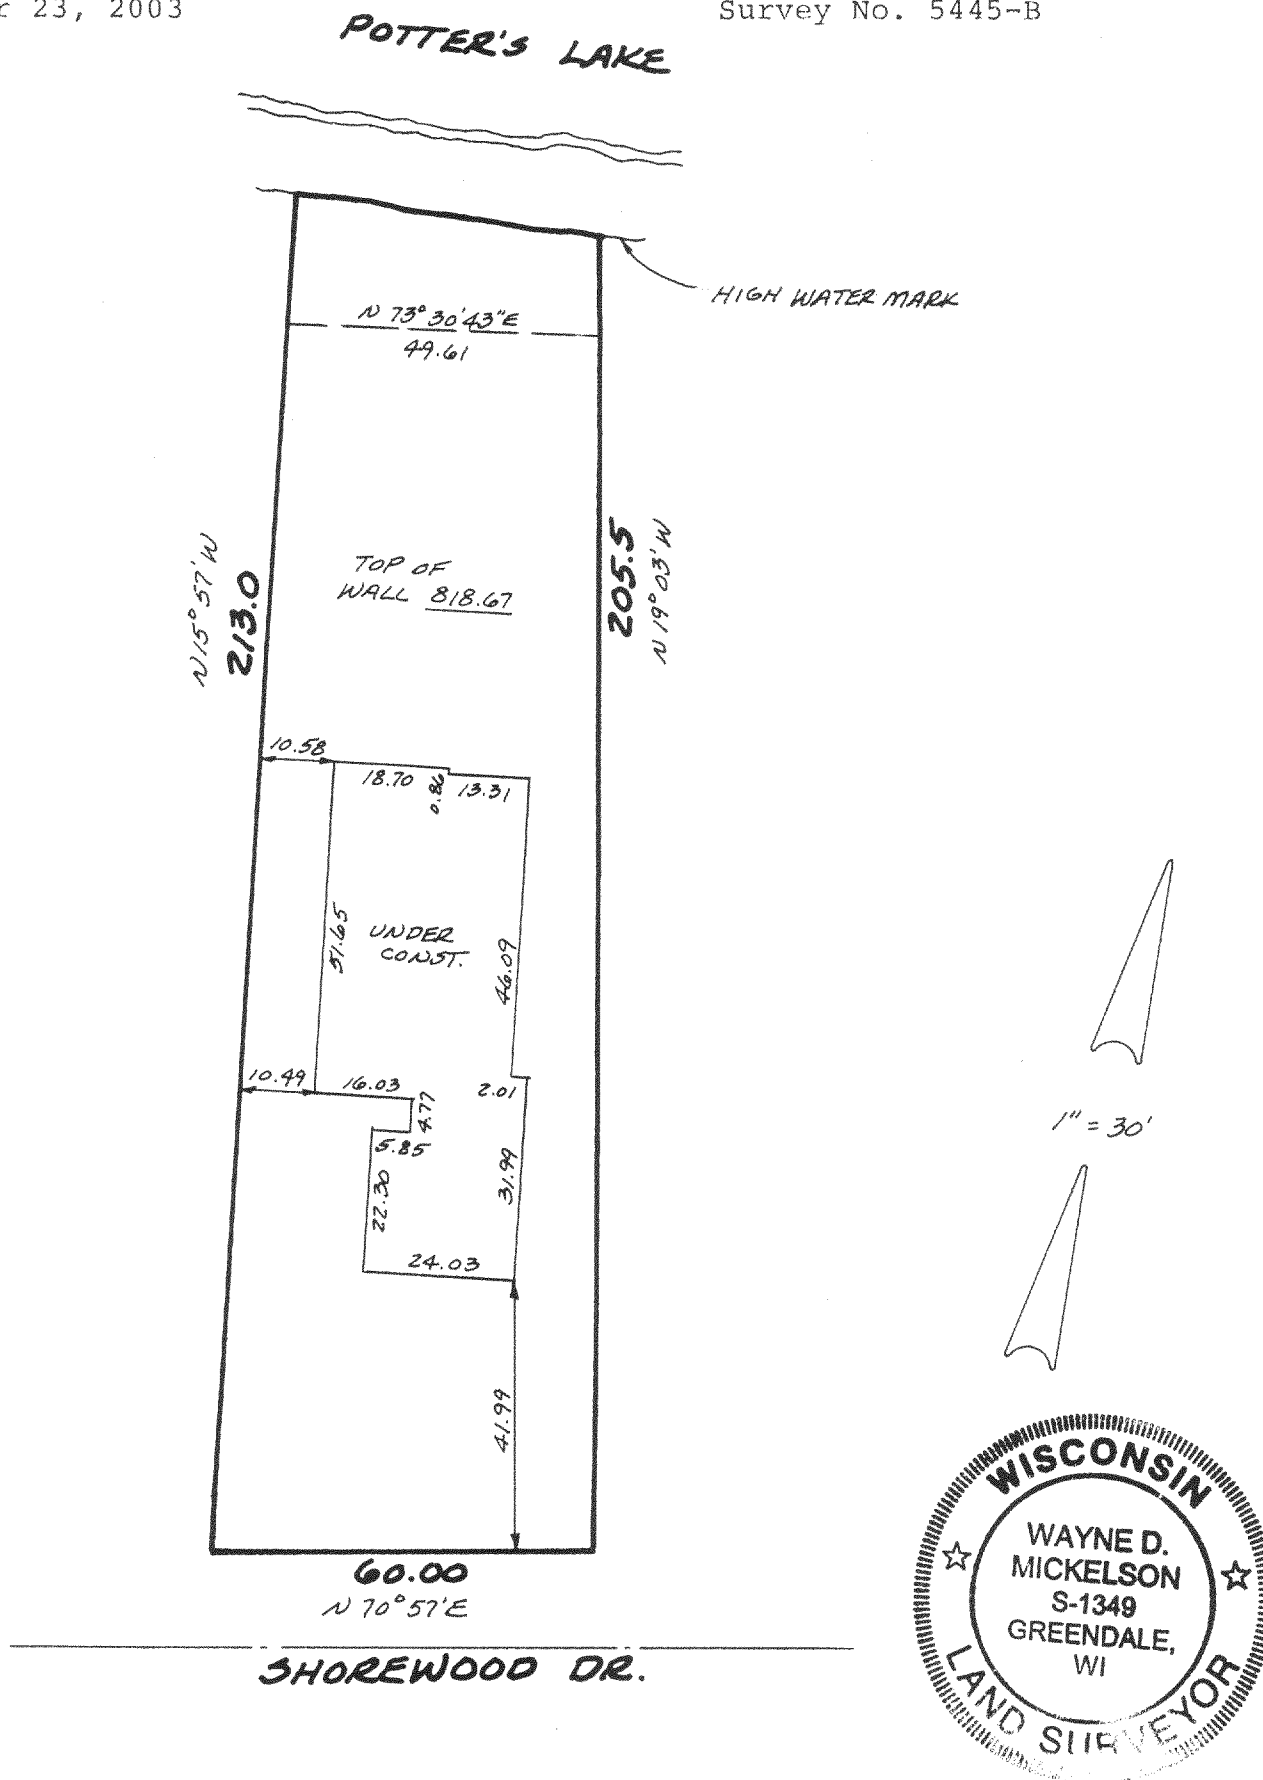 23, 2003
Survey No. 5445-B
POTTER'S LAKE
HIGH WATER MARK
N 73° 30' 43" E
49.61
TOP OF
WALL 818.67
N 15° 57' W
213.0
205.5
N 19° 03' W
10.58
18.70
0.86
13.31
51.65
UNDER
CONST.
46.09
10.49
16.03
4.77
2.01
5.85
22.30
31.99
24.03
41.99
1" = 30'
60.00
N 70° 57' E
SHOREWOOD DR.
WISCONSIN
WAYNE D.
MICKELSON
S-1349
GREENDALE,
WI
LAND SURVEYOR